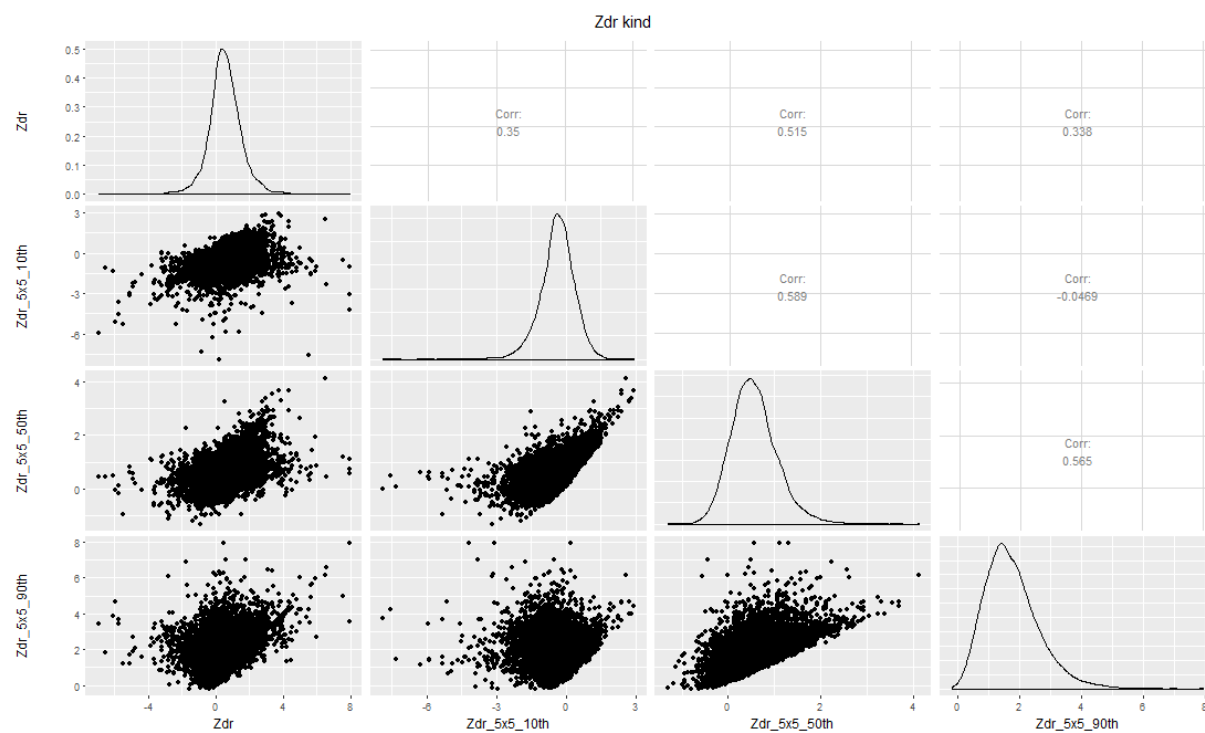 Zdr kind
Zdr
0.5
0.4
0.3
0.2
0.1
0.0
Corr:
0.35
Corr:
0.515
Corr:
0.338
Zdr_5x5_10th
3
0
-3
-6
Corr:
0.589
Corr:
-0.0469
Zdr_5x5_50th
4
2
0
Corr:
0.565
Zdr_5x5_90th
8
6
4
2
0
-4 0 4 8
-6 -3 0 3
0 2 4
0 2 4 6 8
Zdr Zdr_5x5_10th Zdr_5x5_50th Zdr_5x5_90th